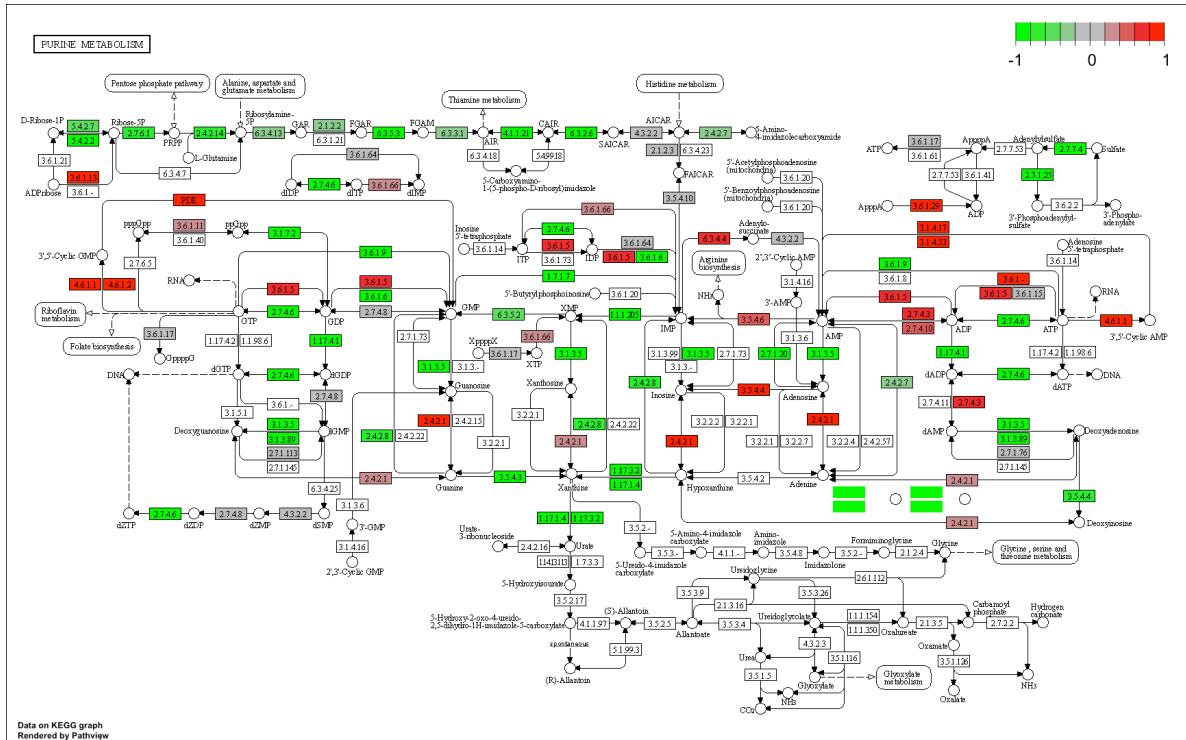 PURINE METABOLISM
-1 0 1
Pentose phosphate pathway
Alanine, aspartate and
glutamate metabolism
Histidine metabolism
Thiamine metabolism
D-Ribose-1P
5.4.2.7
5.4.2.2
Ribose-5P
2.7.6.1
PRPP
2.4.2.14
Ribosylamine-
5P
6.3.4.13
GAR
2.1.2.2
6.3.1.21
FGAR
6.3.5.3
FGAM
6.3.3.1
AIR
4.1.1.21
CAIR
6.3.2.6
SAICAR
4.3.2.2
AICAR
2.4.2.7
5-Amino-
4-imidazolecarboxyamide
L-Glutamine
6.3.4.7
3.6.1.21
3.6.1.13
3.6.1.-
ADPribose
6.3.4.18
5.4.99.18
5-Carboxyamino-
1-(5-phospho-D-ribosyl)imidazole
2.1.2.3
6.3.4.23
FAICAR
3.5.4.10
3.6.1.64
dIDP
2.7.4.6
dITP
3.6.1.66
dIMP
5'-Acetylphosphoadenosine
(mitochondria)
3.6.1.20
5'-Benzoylphosphoadenosine
(mitochondria)
3.6.1.20
ATP
3.6.1.17
3.6.1.61
ApppA
2.7.7.53
Adenylylsulfate
2.7.7.4
Sulfate
2.7.7.53
3.6.1.41
2.7.1.25
ApppA
3.6.1.29
ADP
3.6.2.2
3'-Phosphoadenylyl-
sulfate
3'-Phospho-
adenylate
PDE
pppGpp
3.6.1.11
3.6.1.40
ppGpp
3.1.7.2
3',5'-Cyclic GMP
2.7.6.5
4.6.1.1
4.6.1.2
RNA
3.6.1.9
3.6.1.5
3.6.1.6
Inosine
5'-tetraphosphate
3.6.1.14
3.6.1.66
ITP
2.7.4.6
3.6.1.5
3.6.1.73
IDP
3.6.1.64
3.6.1.5
3.6.1.6
6.3.4.4
Adenylo-
succinate
4.3.2.2
Arginine
biosynthesis
2',3'-Cyclic AMP
3.1.4.16
3'-AMP
3.1.3.6
NH3
3.1.4.17
3.1.4.53
Adenosine
5'-tetraphosphate
3.6.1.14
3.6.1.9
3.6.1.8
3.6.1.5
3.6.1.-
3.6.1.5
3.6.1.15
RNA
1.7.1.7
5'-Butyrylphosphoinosine
3.6.1.20
Riboflavin
metabolism
Folate biosynthesis
GTP
2.7.4.6
GDP
2.7.4.8
GMP
6.3.5.2
XMP
1.1.1.205
IMP
3.5.4.6
AMP
2.7.4.3
2.7.4.10
ADP
2.7.4.6
ATP
4.6.1.1
3',5'-Cyclic AMP
3.6.1.17
GppppG
1.17.4.2
1.1.98.6
1.17.4.1
2.1.7.3
XppppX
3.6.1.17
XTP
3.6.1.66
3.1.3.5
3.1.3.99
3.1.3.-
3.1.3.5
2.7.1.73
2.7.1.20
3.1.3.5
1.17.4.1
1.17.4.2
1.1.98.6
DNA
dGTP
2.7.4.6
dGDP
3.1.3.5
3.1.3.-
Guanosine
Xanthosine
2.4.2.8
Inosine
3.5.4.4
Adenosine
2.4.2.7
dADP
2.7.4.6
dATP
DNA
3.6.1.-
2.7.4.8
3.1.5.1
2.7.4.11
2.7.4.3
Deoxyguanosine
3.1.3.5
3.1.3.89
2.7.1.113
2.7.1.145
dGMP
2.4.2.8
2.4.2.22
2.4.2.1
2.4.2.15
3.2.2.1
3.2.2.1
2.4.2.1
2.4.2.8
2.4.2.22
2.4.2.1
3.2.2.2
3.2.2.1
3.2.2.1
3.2.2.7
2.4.2.1
3.2.2.4
2.4.2.57
dAMP
3.1.3.5
3.1.3.89
2.7.1.76
2.7.1.145
Deoxyadenosine
2.4.2.1
Guanine
3.5.4.3
Xanthine
1.17.3.2
1.17.1.4
Hypoxanthine
3.5.4.2
Adenine
2.4.2.1
6.3.4.25
3.5.4.4
dZTP
2.7.4.6
dZDP
2.7.4.8
dZMP
4.3.2.2
dSMP
3.1.3.6
3'-GMP
3.1.4.16
2',3'-Cyclic GMP
1.17.1.4
1.17.3.2
2.4.2.1
Deoxyinosine
Urate-
3-ribonucleoside
2.4.2.16
Urate
1.14.13.113
1.7.3.3
3.5.2.-
3.5.3.-
5-Ureido-4-imidazole
carboxylate
5-Amino-4-imidazole
carboxylate
4.1.1.-
Amino-
imidazole
3.5.4.8
Imidazolone
3.5.2.-
Formiminoglycine
2.1.2.4
Glycine
Glycine, serine and
threonine metabolism
5-Hydroxyisourate
3.5.2.17
5-Hydroxy-2-oxo-4-ureido-
2,5-dihydro-1H-imidazole-5-carboxylate
4.1.1.97
(S)-Allantoin
3.5.2.5
Allantoate
3.5.3.9
Ureidoglycine
2.1.3.16
3.5.3.26
2.6.1.112
3.5.3.4
Ureidoglycolate
1.1.1.154
1.1.1.350
Oxalureate
2.1.3.5
Carbamoyl
phosphate
2.7.2.2
Hydrogen
carbonate
spontaneous
5.1.99.3
(R)-Allantoin
Urea
4.3.2.3
3.5.1.116
3.5.1.5
Glyoxylate
Glyoxylate
metabolism
Oxamate
3.5.1.126
Oxalate
NH3
CO2
NH3
Data on KEGG graph
Rendered by Pathview